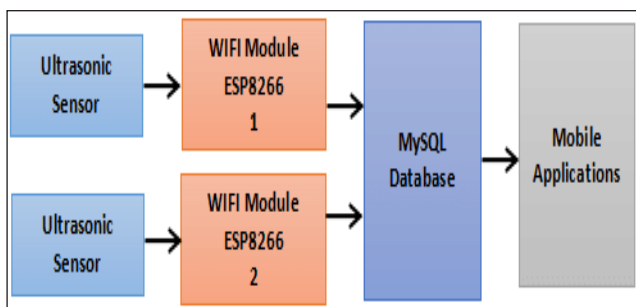 Ultrasonic
Sensor
WIFI Module
ESP8266
1
Ultrasonic
Sensor
WIFI Module
ESP8266
2
MySQL
Database
Mobile
Applications